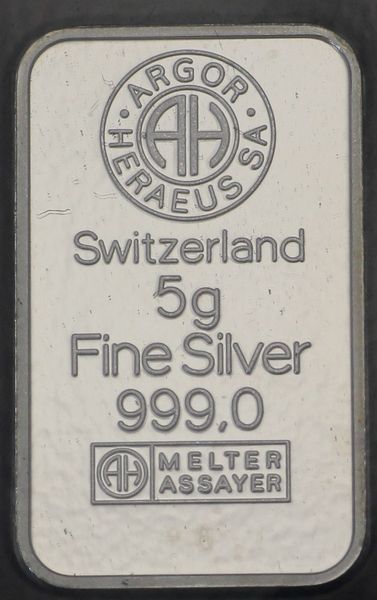 · ARGOR ·
HERAEUS SA
AH
Switzerland
5g
Fine Silver
999,0
AH MELTER
ASSAYER